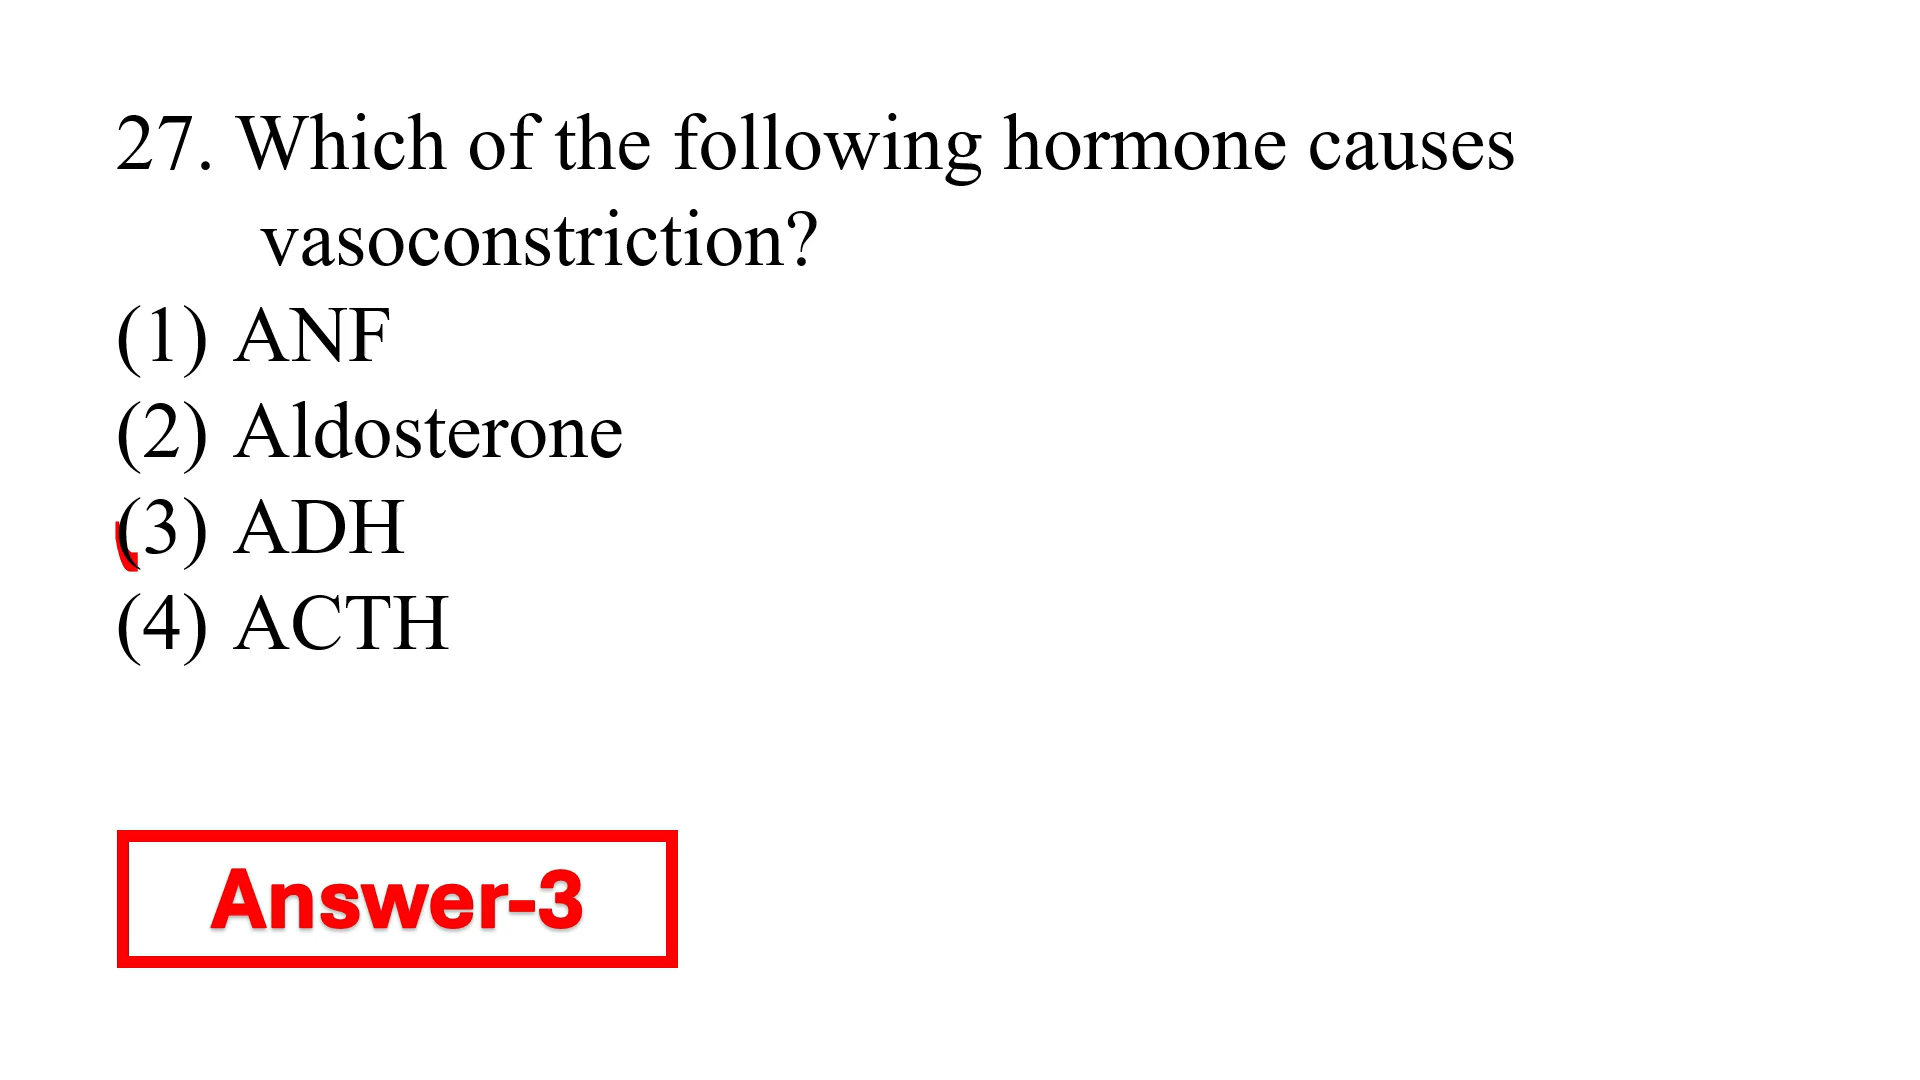 27. Which of the following hormone causes
vasoconstriction?
(1) ANF
(2) Aldosterone
(3) ADH
(4) ACTH
Answer-3